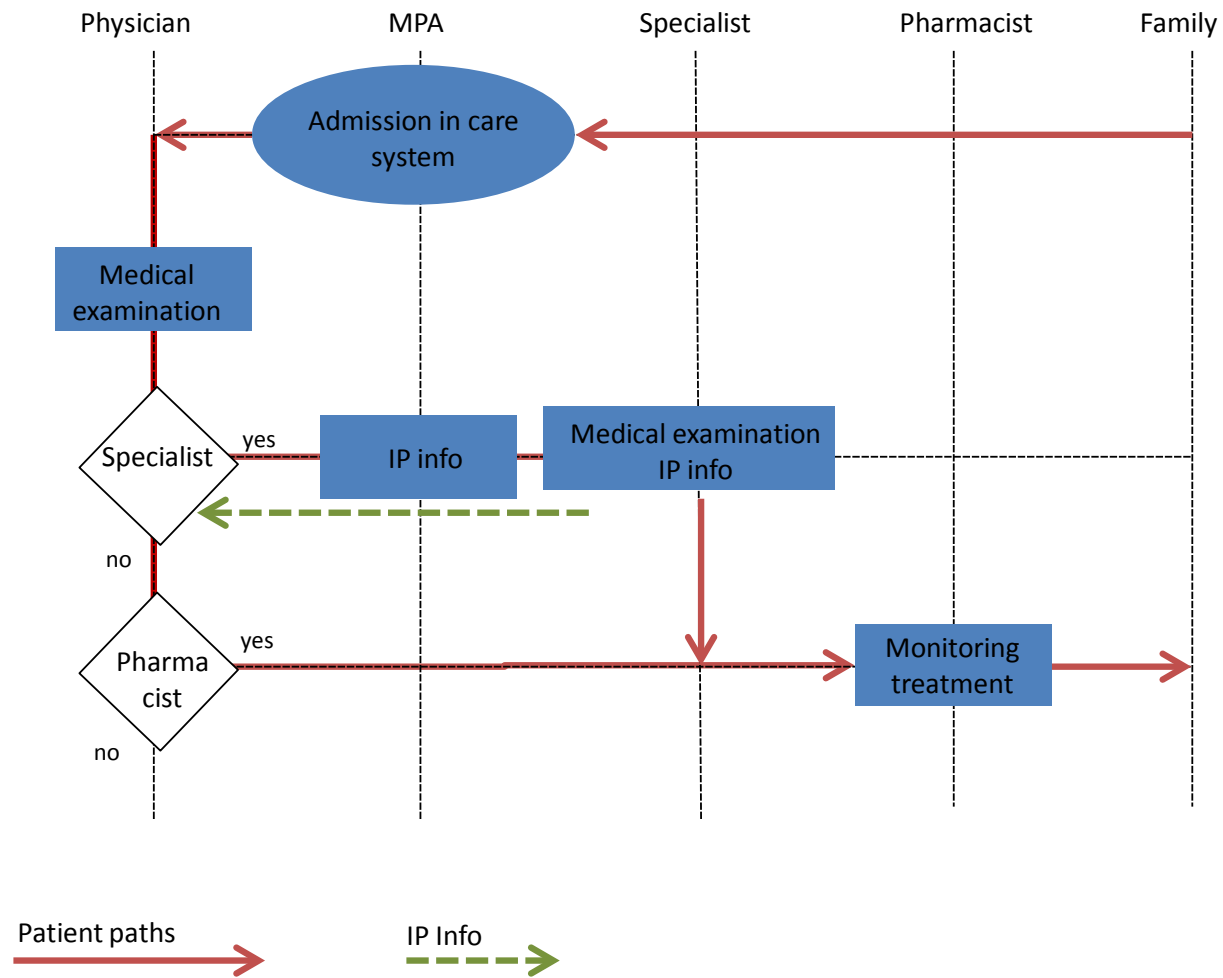 Physician MPA Specialist Pharmacist Family
Admission in care
system
Medical
examination
Specialist
yes
IP info
Medical examination
IP info
no
yes
Pharma
cist
Monitoring
treatment
no
Patient paths
IP Info